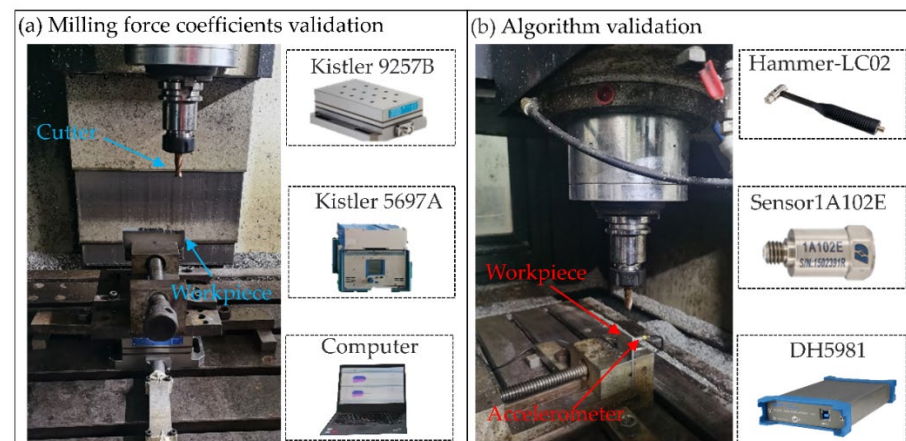 (a) Milling force coefficients validation
Kistler 9257B
Cutter
Kistler 5697A
Workpiece
Computer
(b) Algorithm validation
Hammer-LC02
Sensor1A102E
1A102E
S/N:1502391R
Workpiece
DH5981
Accelerometer